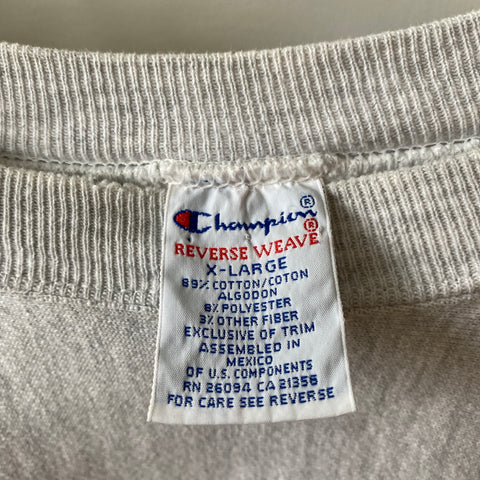 Champion®
REVERSE WEAVE®
X-LARGE
89% COTTON/COTON
ALGODON
8% POLYESTER
3% OTHER FIBER
EXCLUSIVE OF TRIM
ASSEMBLED IN
MEXICO
OF U.S. COMPONENTS
RN 26094 CA 21356
FOR CARE SEE REVERSE